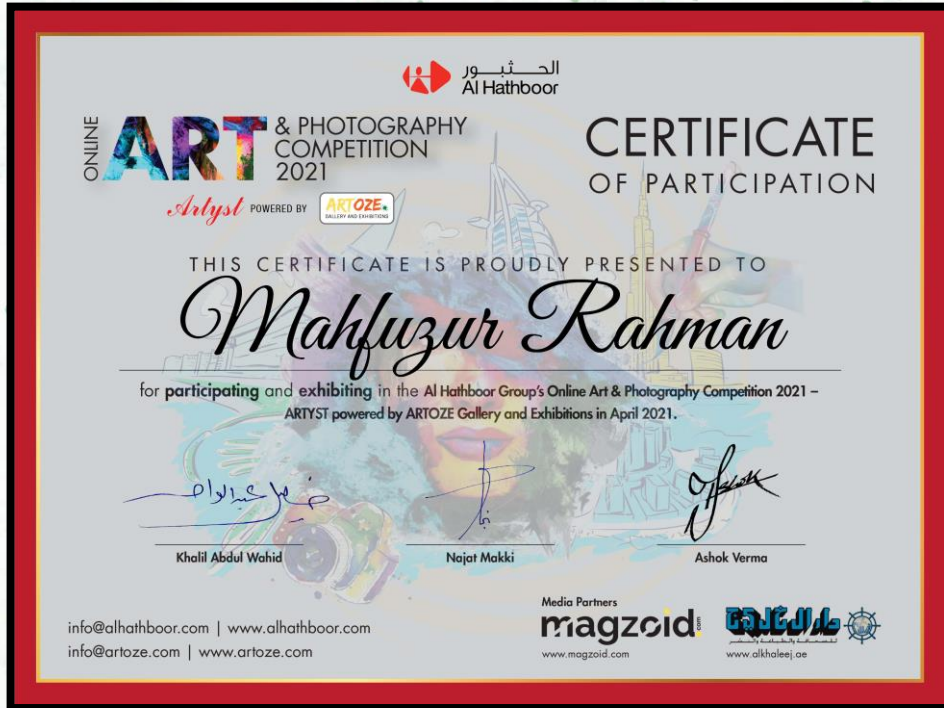 الحـــثبـــور
Al Hathboor
ONLINE
ART
& PHOTOGRAPHY
COMPETITION
2021
Artyst POWERED BY ARTOZE
GALLERY AND EXHIBITIONS
CERTIFICATE
OF PARTICIPATION
THIS CERTIFICATE IS PROUDLY PRESENTED TO
Mahfuzur Rahman
for participating and exhibiting in the Al Hathboor Group's Online Art & Photography Competition 2021 –
ARTYST powered by ARTOZE Gallery and Exhibitions in April 2021.
Khalil Abdul Wahid
Najat Makki
Ashok Verma
info@alhathboor.com | www.alhathboor.com
info@artoze.com | www.artoze.com
Media Partners
magzoid.com
www.magzoid.com
دار الخليج
للصحافة والطباعة والنشر
www.alkhaleej.ae